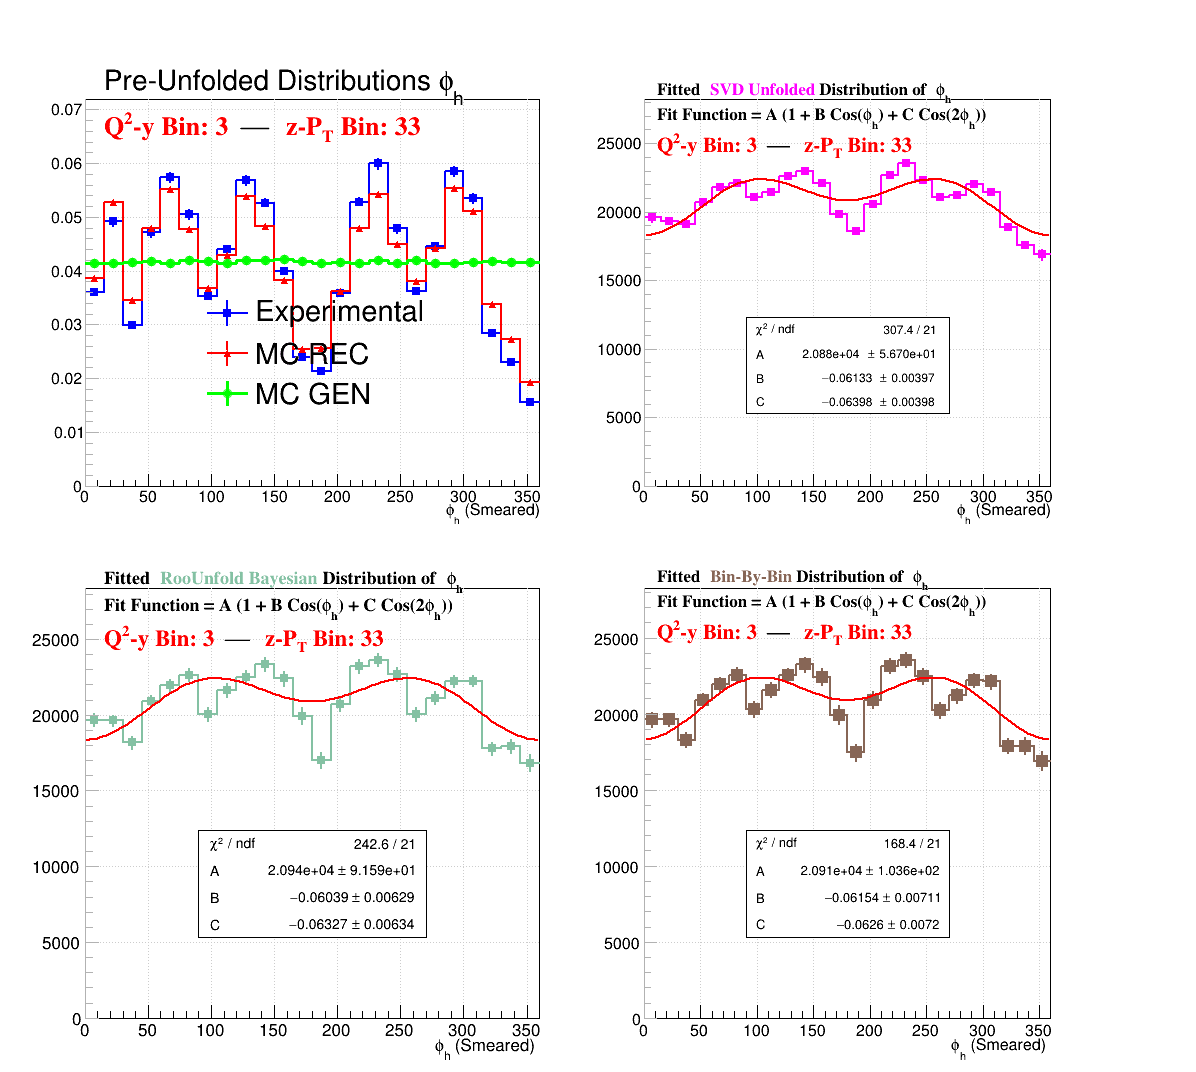 Pre-Unfolded Distributions ϕh
Q²-y Bin: 3 — z-PT Bin: 33
0.07
0.06
0.05
0.04
0.03
0.02
0.01
0
Experimental
MC REC
MC GEN
0 50 100 150 200 250 300 350
ϕh (Smeared)
Fitted SVD Unfolded Distribution of ϕh
Fit Function = A (1 + B Cos(ϕh) + C Cos(2ϕh))
Q²-y Bin: 3 — z-PT Bin: 33
25000
20000
15000
10000
5000
0
χ² / ndf 307.4 / 21
A 2.088e+04 ± 5.670e+01
B −0.06133 ± 0.00397
C −0.06398 ± 0.00398
0 50 100 150 200 250 300 350
ϕh (Smeared)
Fitted RooUnfold Bayesian Distribution of ϕh
Fit Function = A (1 + B Cos(ϕh) + C Cos(2ϕh))
Q²-y Bin: 3 — z-PT Bin: 33
25000
20000
15000
10000
5000
0
χ² / ndf 242.6 / 21
A 2.094e+04 ± 9.159e+01
B −0.06039 ± 0.00629
C −0.06327 ± 0.00634
0 50 100 150 200 250 300 350
ϕh (Smeared)
Fitted Bin-By-Bin Distribution of ϕh
Fit Function = A (1 + B Cos(ϕh) + C Cos(2ϕh))
Q²-y Bin: 3 — z-PT Bin: 33
25000
20000
15000
10000
5000
0
χ² / ndf 168.4 / 21
A 2.091e+04 ± 1.036e+02
B −0.06154 ± 0.00711
C −0.0626 ± 0.0072
0 50 100 150 200 250 300 350
ϕh (Smeared)